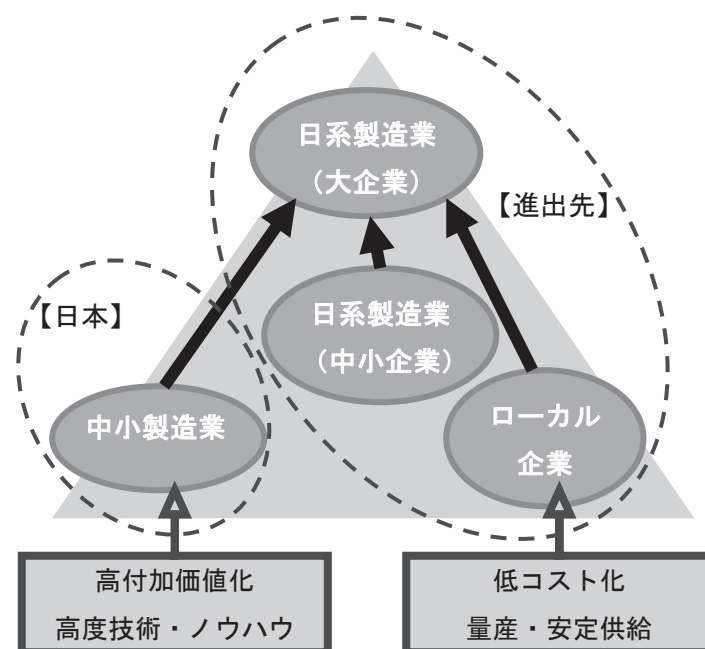 日系製造業
(大企業)
【進出先】
日系製造業
(中小企業)
【日本】
中小製造業
ローカル
企業
高付加価値化
高度技術・ノウハウ
低コスト化
量産・安定供給